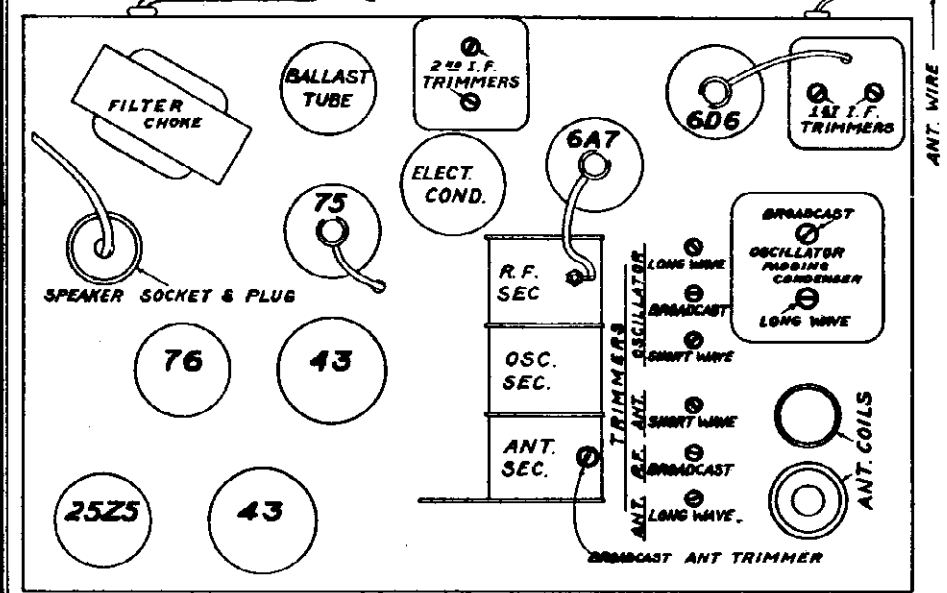 BALLAST
TUBE
2ND I.F.
TRIMMERS
6D6
1ST I.F.
TRIMMERS
ANT. WIRE
FILTER
CHOKE
6A7
ELECT.
COND.
75
BROADCAST
OSCILLATOR
PADDING
CONDENSER
LONG WAVE
SPEAKER SOCKET & PLUG
R.F.
SEC
OSC.
SEC.
ANT.
SEC.
TRIMMERS
OSCILLATOR
LONG WAVE
BROADCAST
SHORT WAVE
ANT.
SHORT WAVE
R.F.
BROADCAST
ANT
LONG WAVE.
76
43
ANT. COILS
25Z5
43
BROADCAST ANT TRIMMER